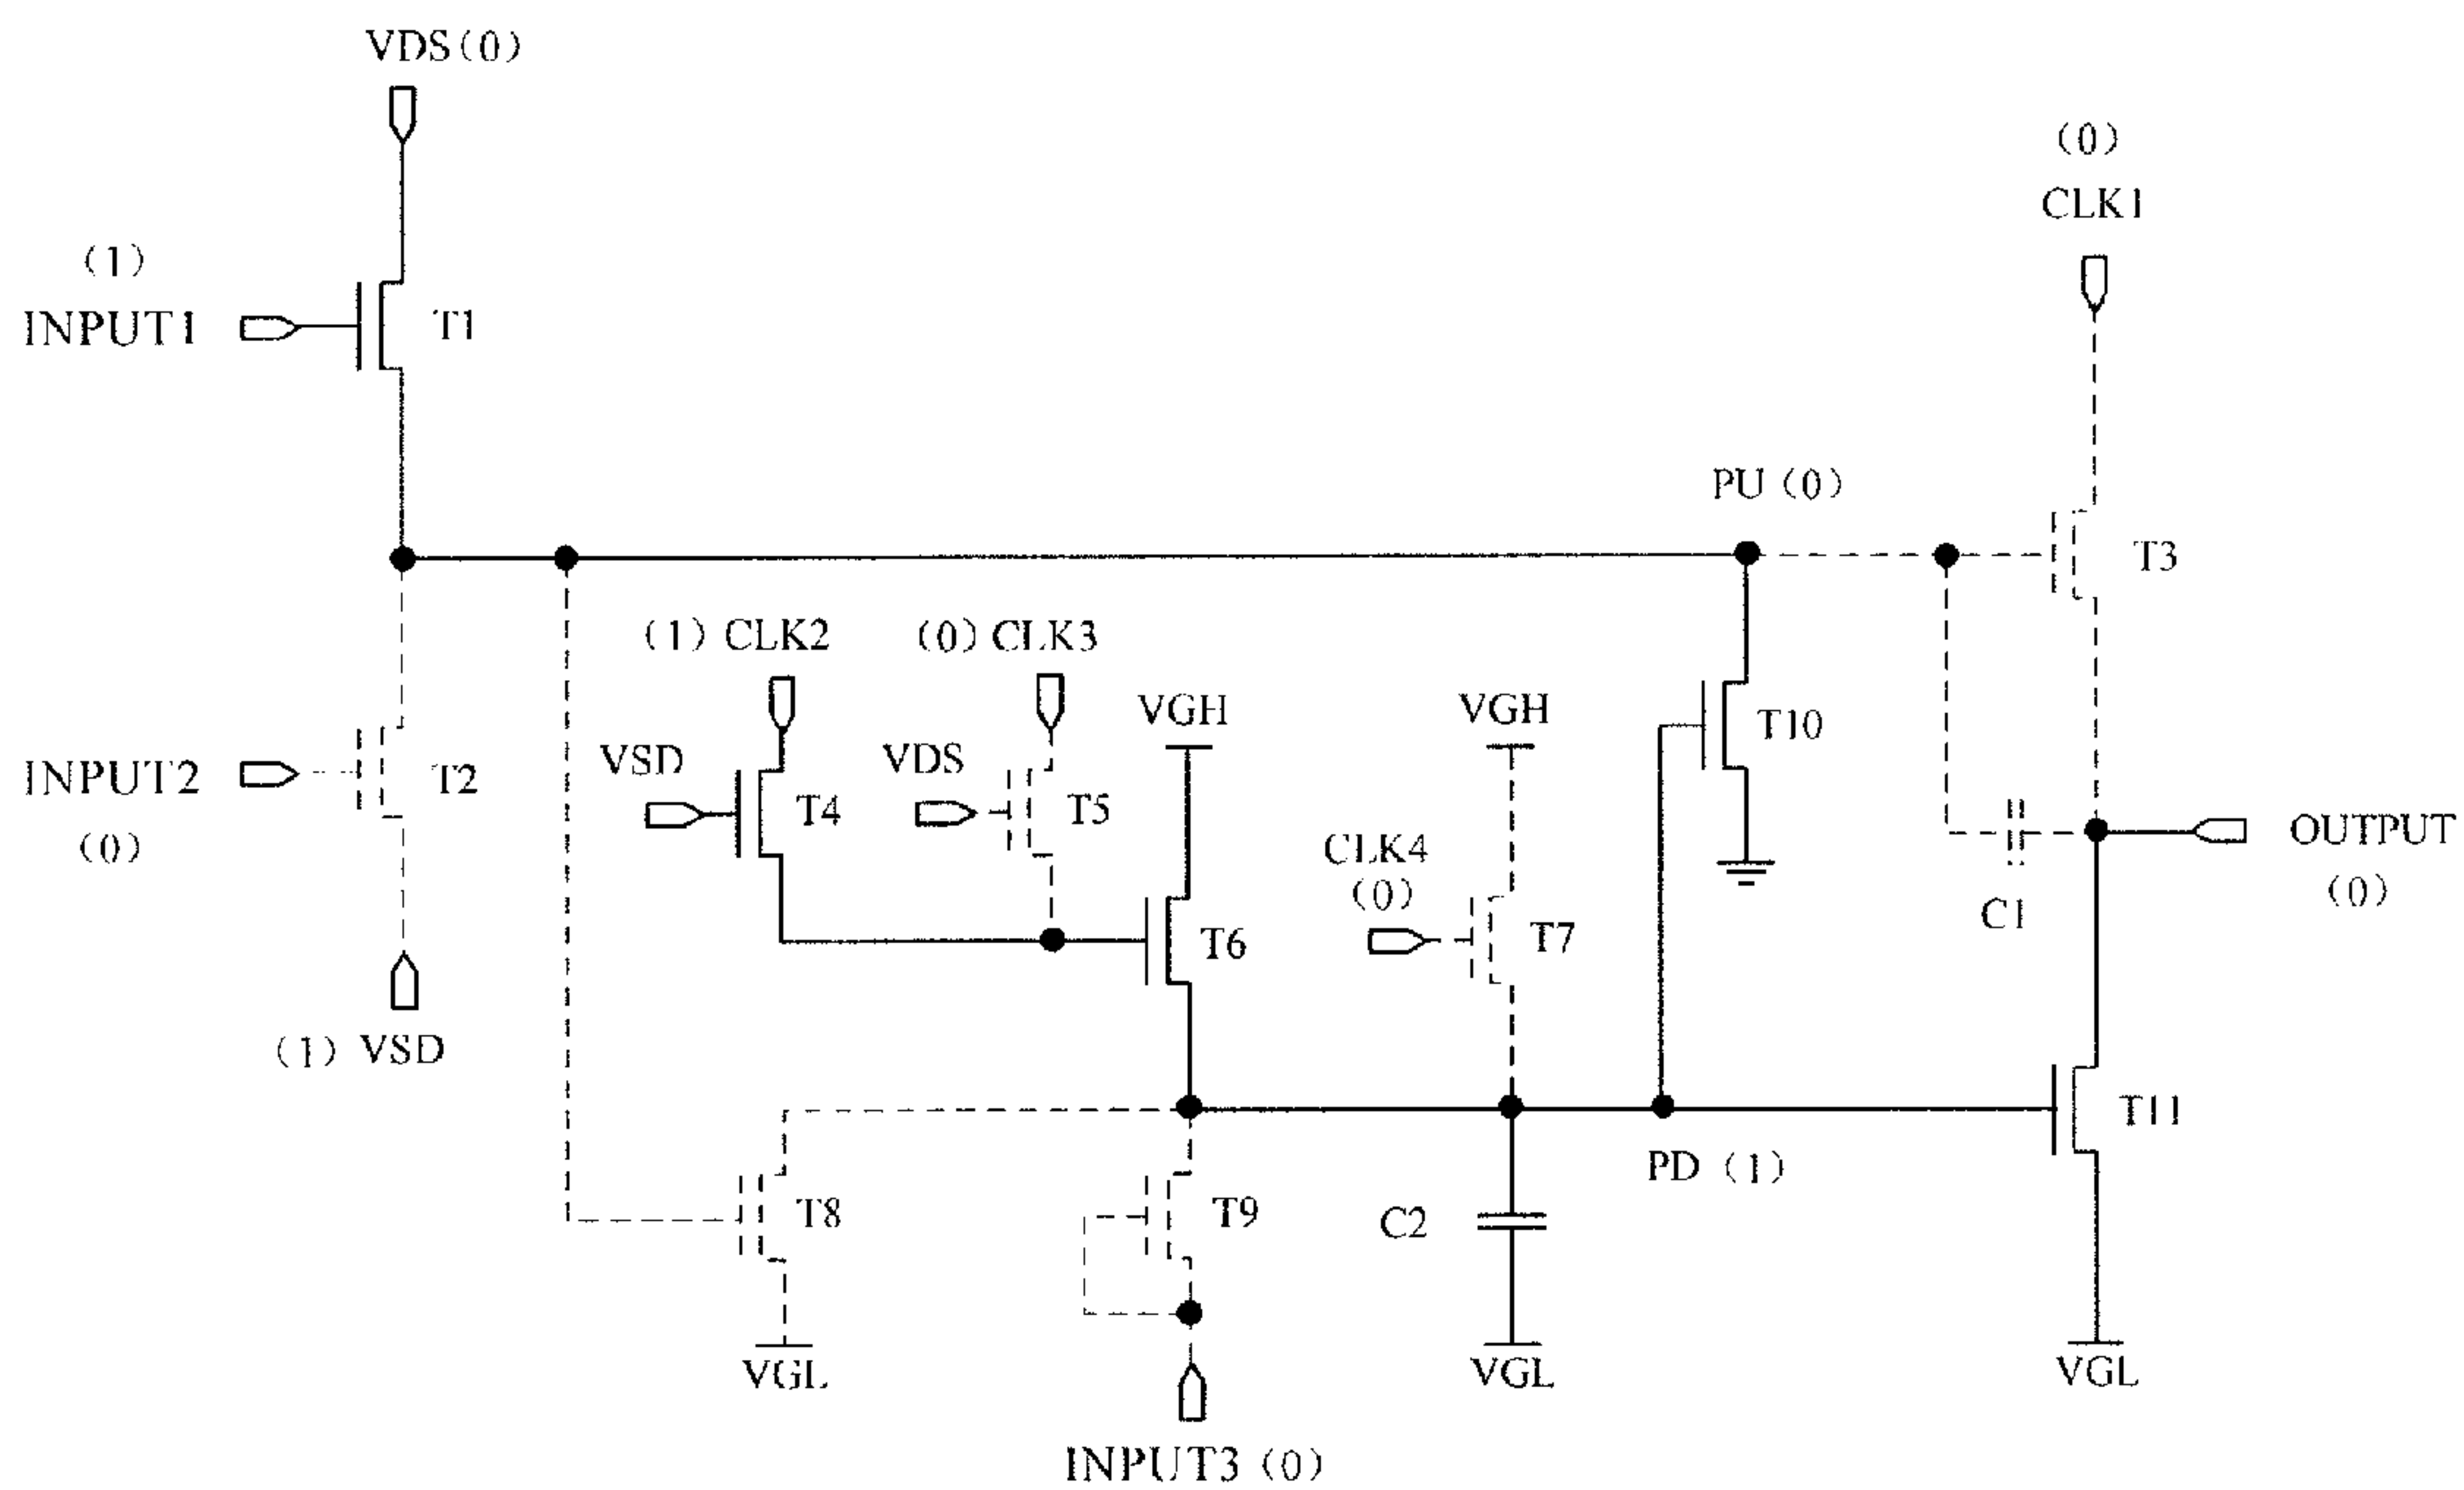 VDS(0)
(0)
CLK1
(1)
INPUT1
T1
PU(0)
T3
(1)CLK2
(0)CLK3
VGH
VGH
T10
INPUT2
(0)
T2
VSD
T4
VDS
T5
CLK4
(0)
OUTPUT
(0)
C1
T6
T7
(1) VSD
T11
PD (1)
T8
T9
C2
VGL
VGL
VGL
INPUT3(0)